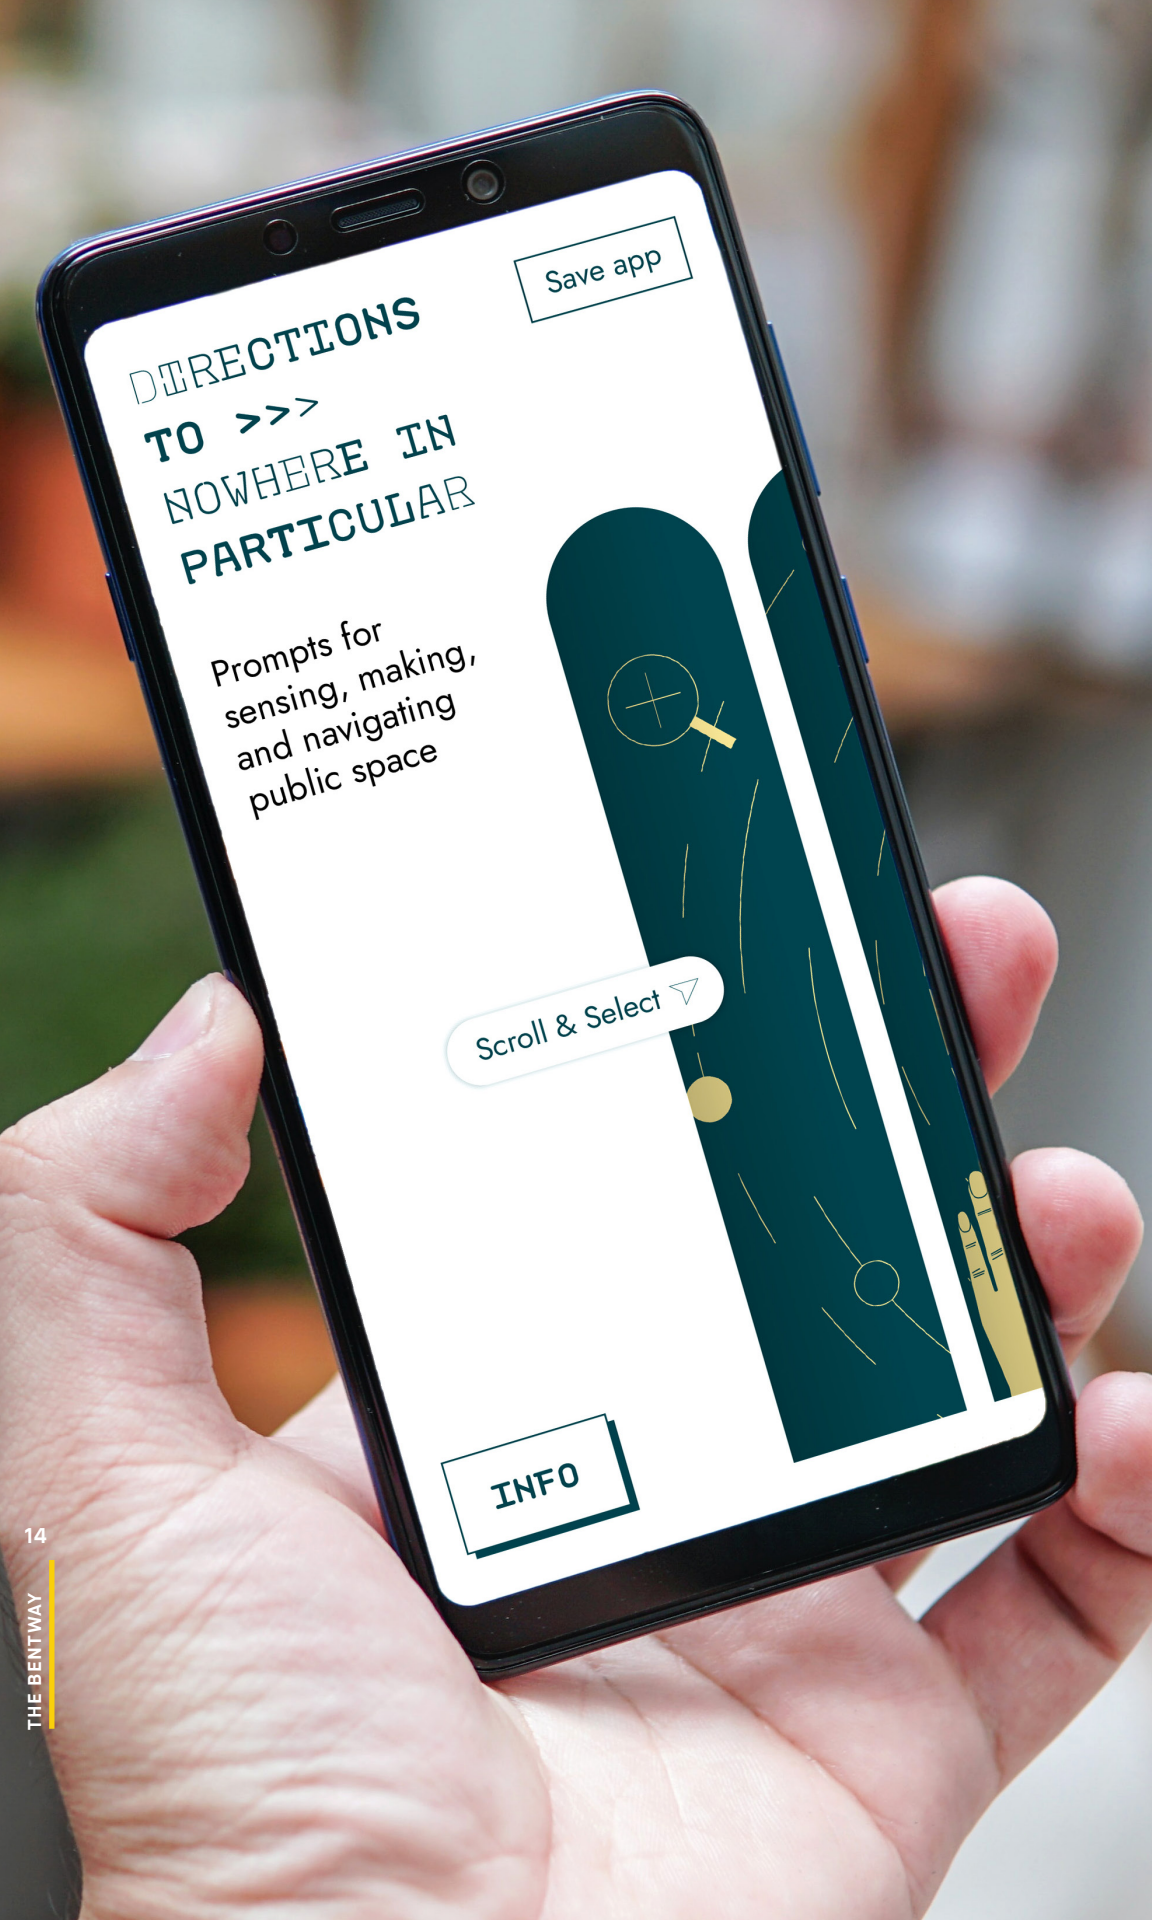 Save app
DIRECTIONS
TO >>>
NOWHERE IN
PARTICULAR
Prompts for
sensing, making,
and navigating
public space
Scroll & Select
INFO
14
THE BENTWAY